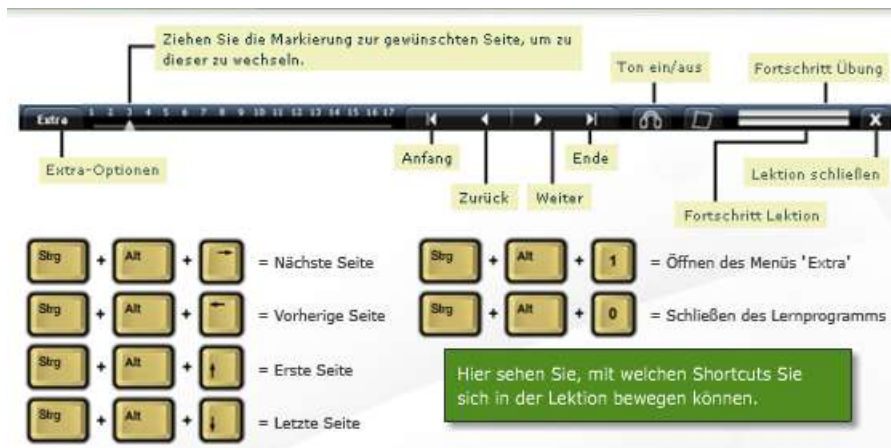 Ziehen Sie die Markierung zur gewünschten Seite, um zu
dieser zu wechseln.
Ton ein/aus
Fortschritt Übung
Extra 1 2 3 4 5 6 7 8 9 10 11 12 13 14 15 16 17
Extra-Optionen
Anfang
Ende
Lektion schließen
Zurück
Weiter
Fortschritt Lektion
Strg + Alt + → = Nächste Seite
Strg + Alt + ← = Vorherige Seite
Strg + Alt + ↑ = Erste Seite
Strg + Alt + ↓ = Letzte Seite
Strg + Alt + 1 = Öffnen des Menüs 'Extra'
Strg + Alt + 0 = Schließen des Lernprogramms
Hier sehen Sie, mit welchen Shortcuts Sie
sich in der Lektion bewegen können.